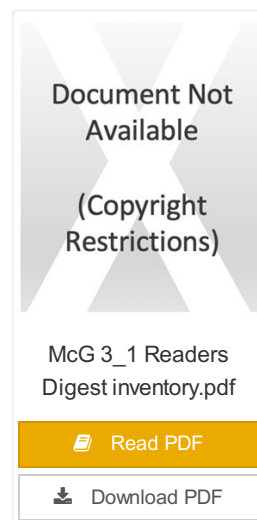 Document Not
Available
(Copyright
Restrictions)
McG 3_1 Readers
Digest inventory.pdf
Read PDF
Download PDF